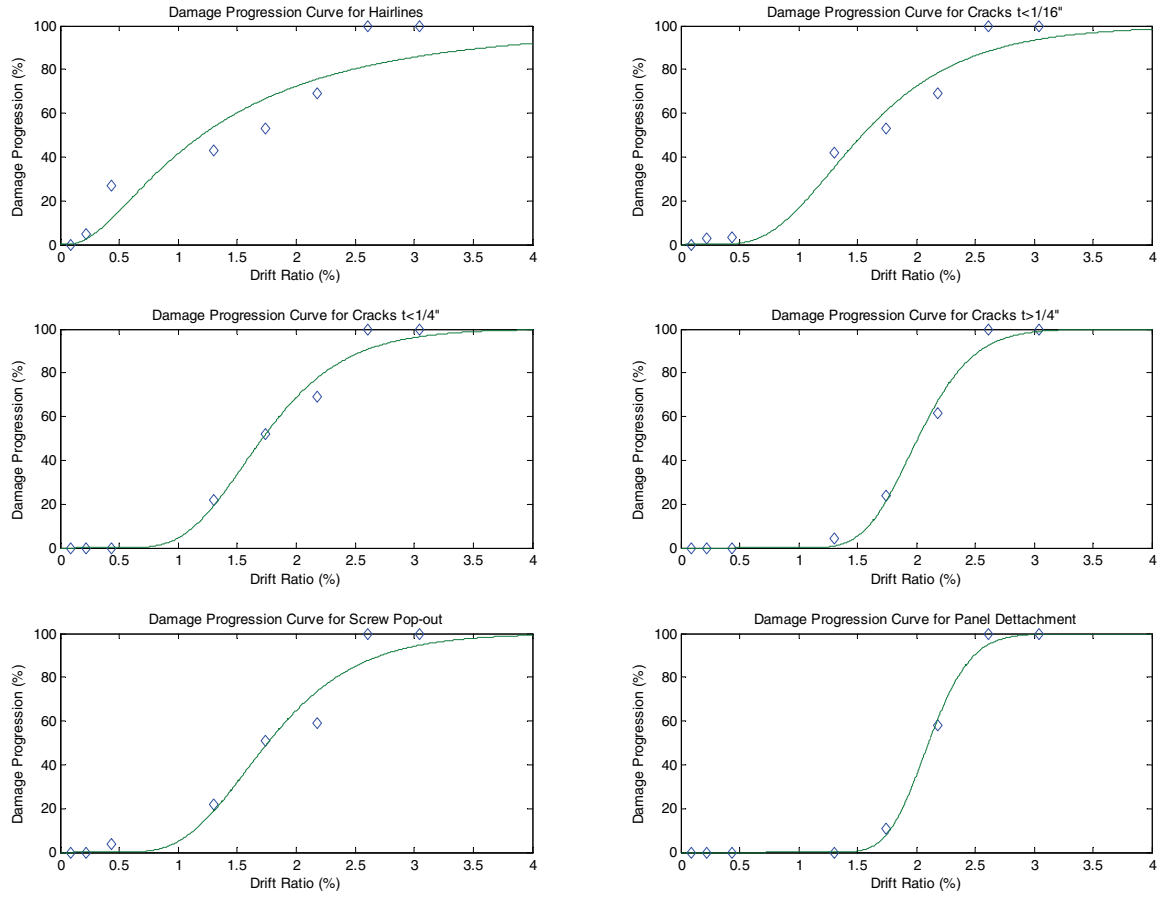 Damage Progression Curve for Hairlines
Damage Progression (%)
100
80
60
40
20
0
0 0.5 1 1.5 2 2.5 3 3.5 4
Drift Ratio (%)
Damage Progression Curve for Cracks t<1/16"
Damage Progression (%)
100
80
60
40
20
0
0 0.5 1 1.5 2 2.5 3 3.5 4
Drift Ratio (%)
Damage Progression Curve for Cracks t<1/4"
Damage Progression (%)
100
80
60
40
20
0
0 0.5 1 1.5 2 2.5 3 3.5 4
Drift Ratio (%)
Damage Progression Curve for Cracks t>1/4"
Damage Progression (%)
100
80
60
40
20
0
0 0.5 1 1.5 2 2.5 3 3.5 4
Drift Ratio (%)
Damage Progression Curve for Screw Pop-out
Damage Progression (%)
100
80
60
40
20
0
0 0.5 1 1.5 2 2.5 3 3.5 4
Drift Ratio (%)
Damage Progression Curve for Panel Dettachment
Damage Progression (%)
100
80
60
40
20
0
0 0.5 1 1.5 2 2.5 3 3.5 4
Drift Ratio (%)